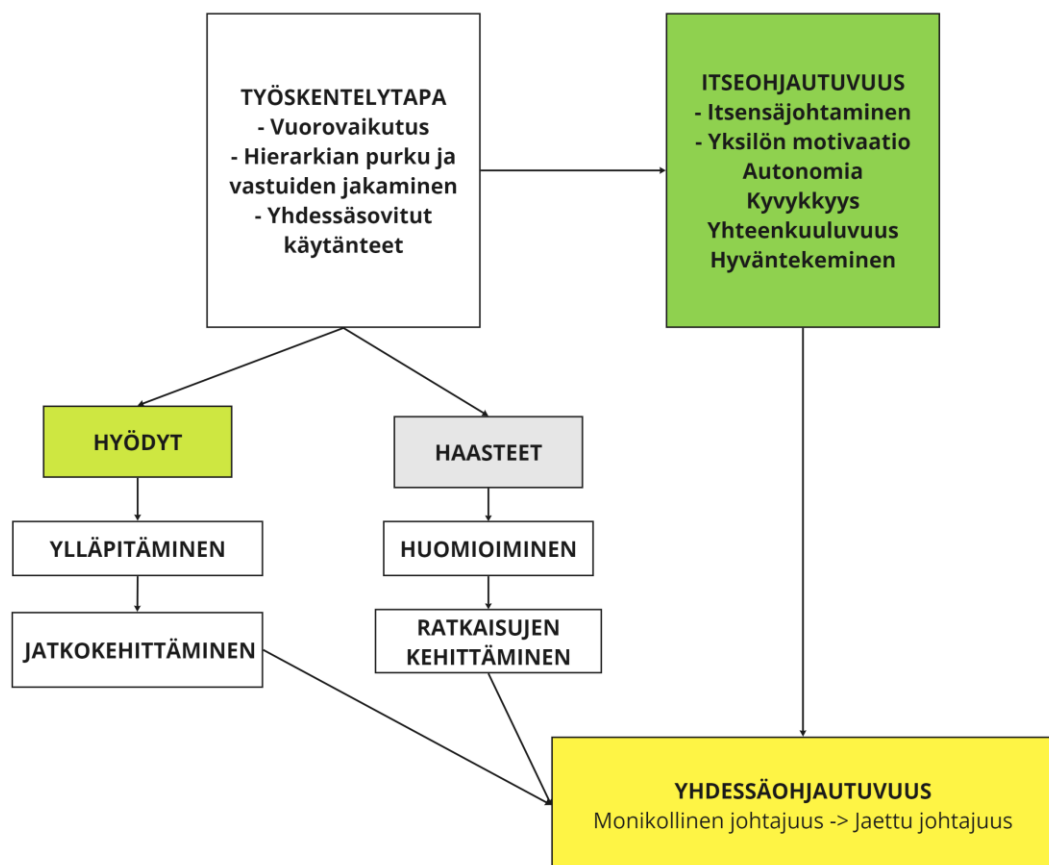 TYÖSKENTELYTAPA
- Vuorovaikutus
- Hierarkian purku ja
vastuiden jakaminen
- Yhdessäsovitut
käytänteet
ITSEOHJAUTUVUUS
- Itsensäjohtaminen
- Yksilön motivaatio
Autonomia
Kyvykkyys
Yhteenkuuluvuus
Hyväntekeminen
HYÖDYT
HAASTEET
YLLÄPITÄMINEN
HUOMIOIMINEN
JATKOKEHITTÄMINEN
RATKAISUJEN
KEHITTÄMINEN
YHDESSÄOHJAUTUVUUS
Monikollinen johtajuus -> Jaettu johtajuus